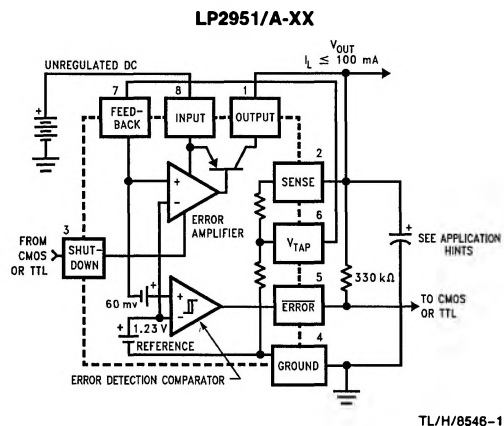 LP2951/A-XX
UNREGULATED DC
V_OUT
I_L ≤ 100 mA
7
8
1
FEED-
BACK
INPUT
OUTPUT
2
SENSE
ERROR
AMPLIFIER
6
V_TAP
3
FROM
CMOS
OR TTL
SHUT-
DOWN
SEE APPLICATION
HINTS
60 mv
5
ERROR
330 kΩ
TO CMOS
OR TTL
1.23 V
REFERENCE
4
GROUND
ERROR DETECTION COMPARATOR
TL/H/8546-1